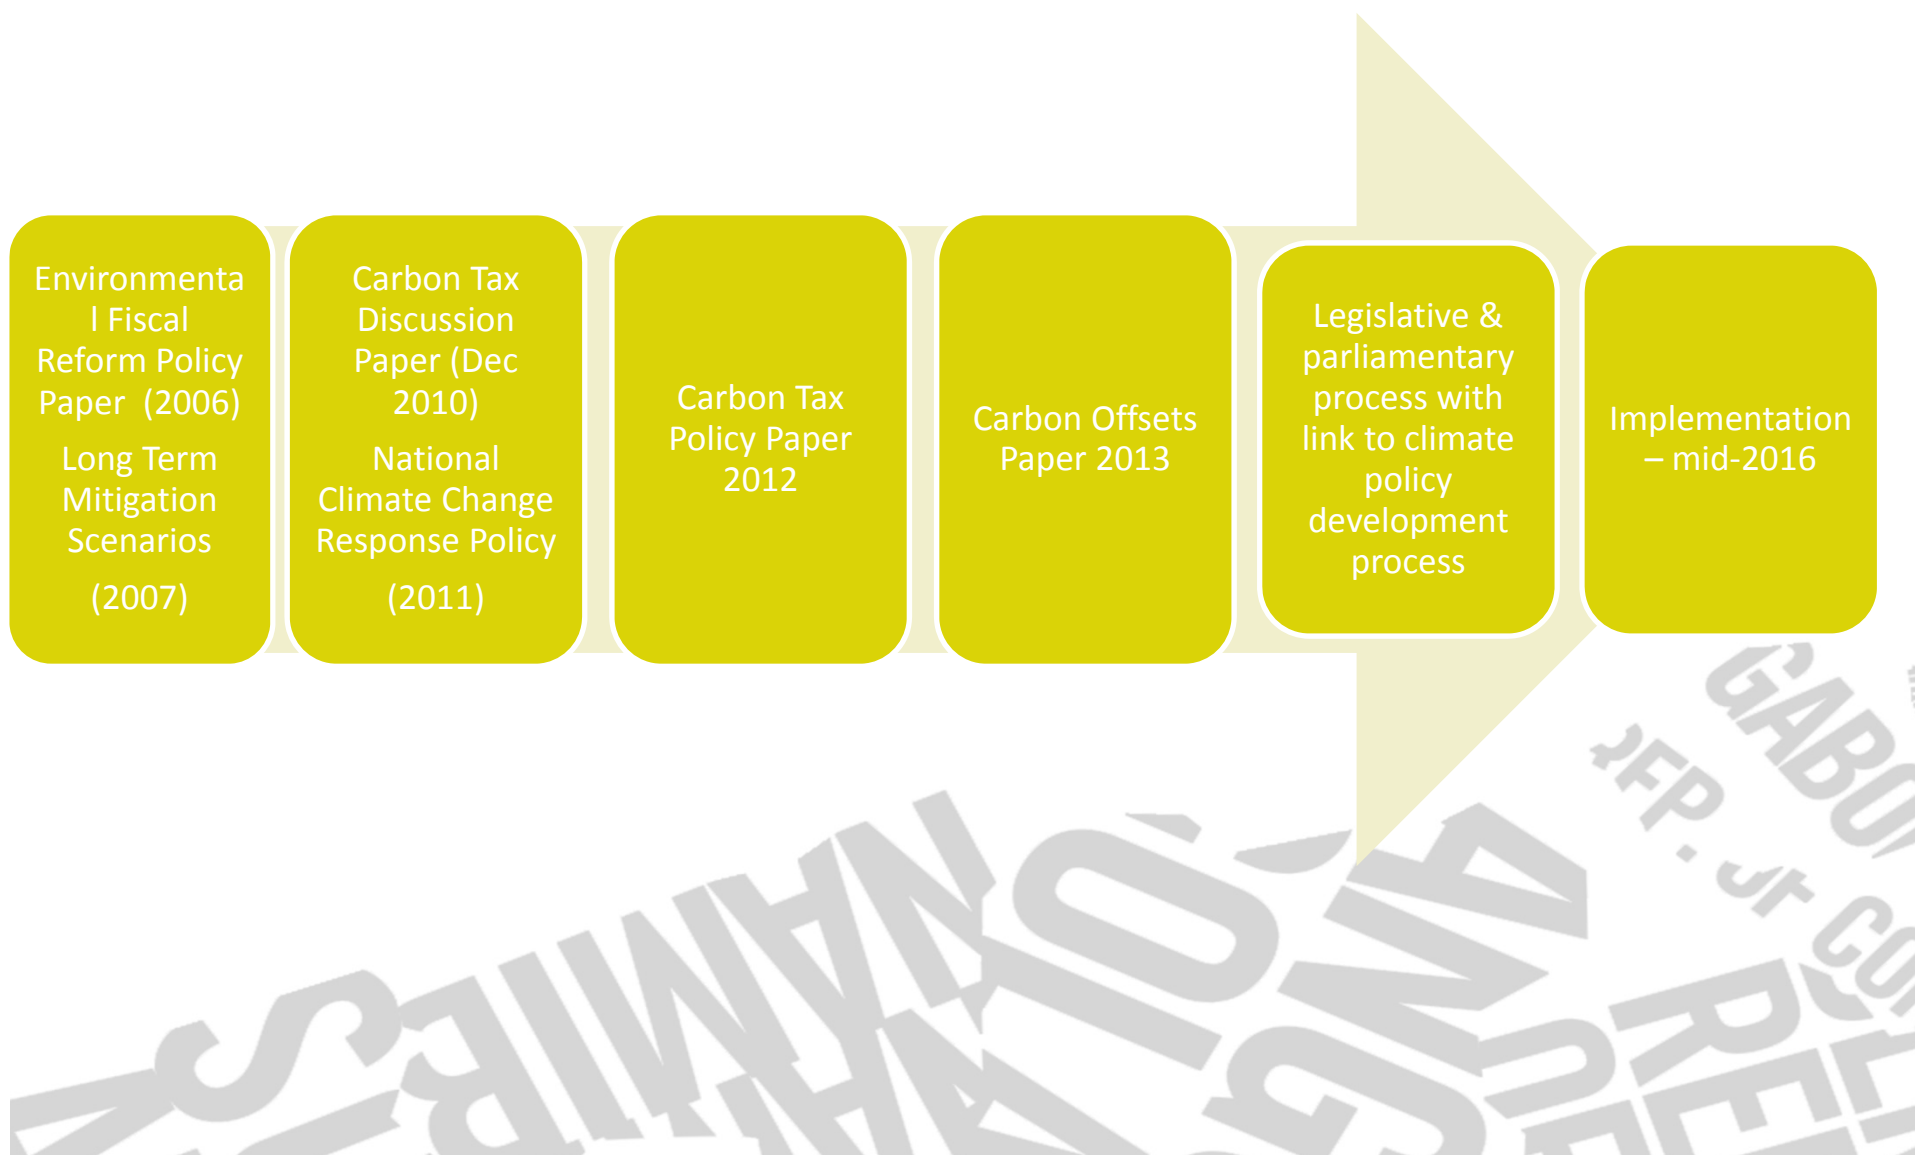 Environmenta
l Fiscal
Reform Policy
Paper (2006)
Long Term
Mitigation
Scenarios
(2007)
Carbon Tax
Discussion
Paper (Dec
2010)
National
Climate Change
Response Policy
(2011)
Carbon Tax
Policy Paper
2012
Carbon Offsets
Paper 2013
Legislative &
parliamentary
process with
link to climate
policy
development
process
Implementation
– mid-2016